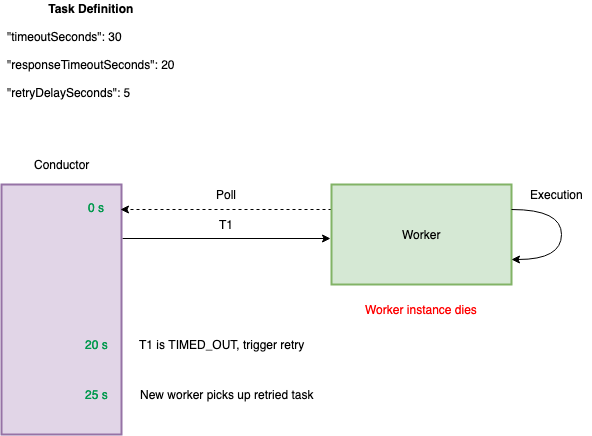 Task Definition
"timeoutSeconds": 30
"responseTimeoutSeconds": 20
"retryDelaySeconds": 5
Conductor
0 s
Poll
Execution
T1
Worker
Worker instance dies
20 s T1 is TIMED_OUT, trigger retry
25 s New worker picks up retried task